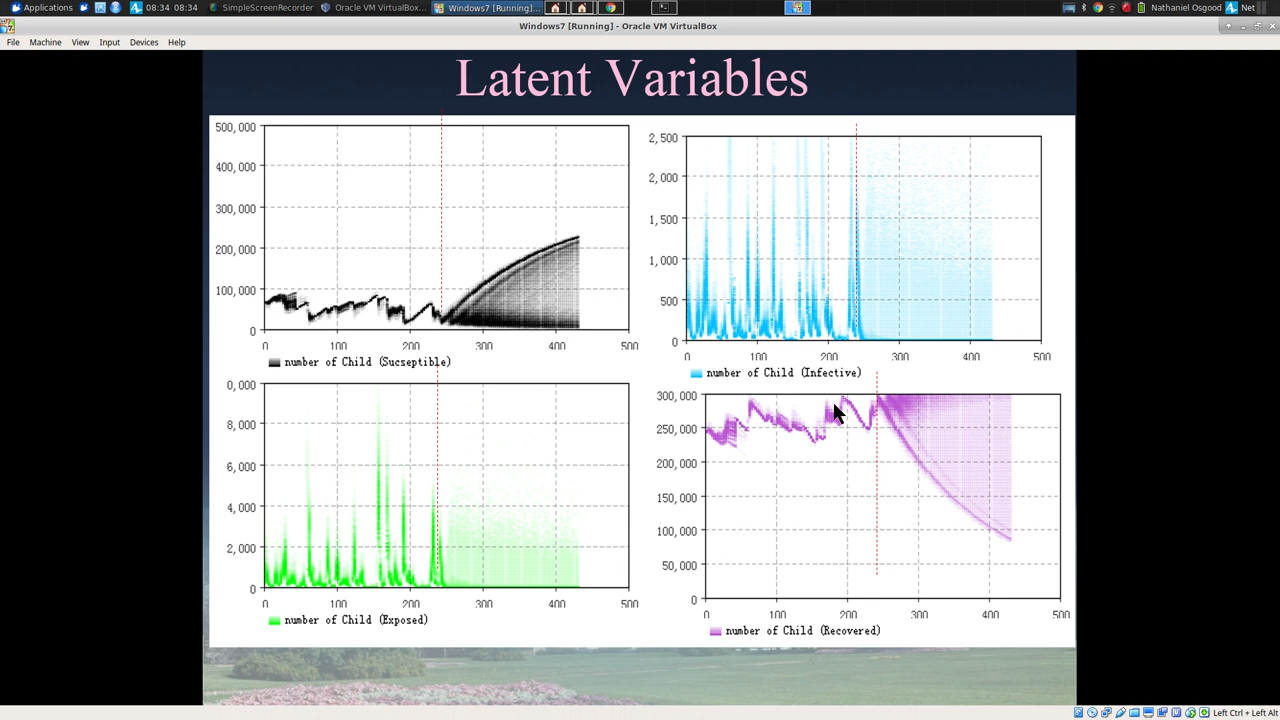 Applications
08:34 08:34
SimpleScreenRecorder
Oracle VM VirtualBox...
Windows7 [Running]...
Nathaniel Osgood
Net
Windows7 [Running] - Oracle VM VirtualBox
File Machine View Input Devices Help
Latent Variables
500,000
400,000
300,000
200,000
100,000
0
0 100 200 300 400 500
number of Child (Sucseptible)
2,500
2,000
1,500
1,000
500
0
0 100 200 300 400 500
number of Child (Infective)
0,000
8,000
6,000
4,000
2,000
0
0 100 200 300 400 500
number of Child (Exposed)
300,000
250,000
200,000
150,000
100,000
50,000
0
0 100 200 300 400 500
number of Child (Recovered)
Left Ctrl + Left Alt